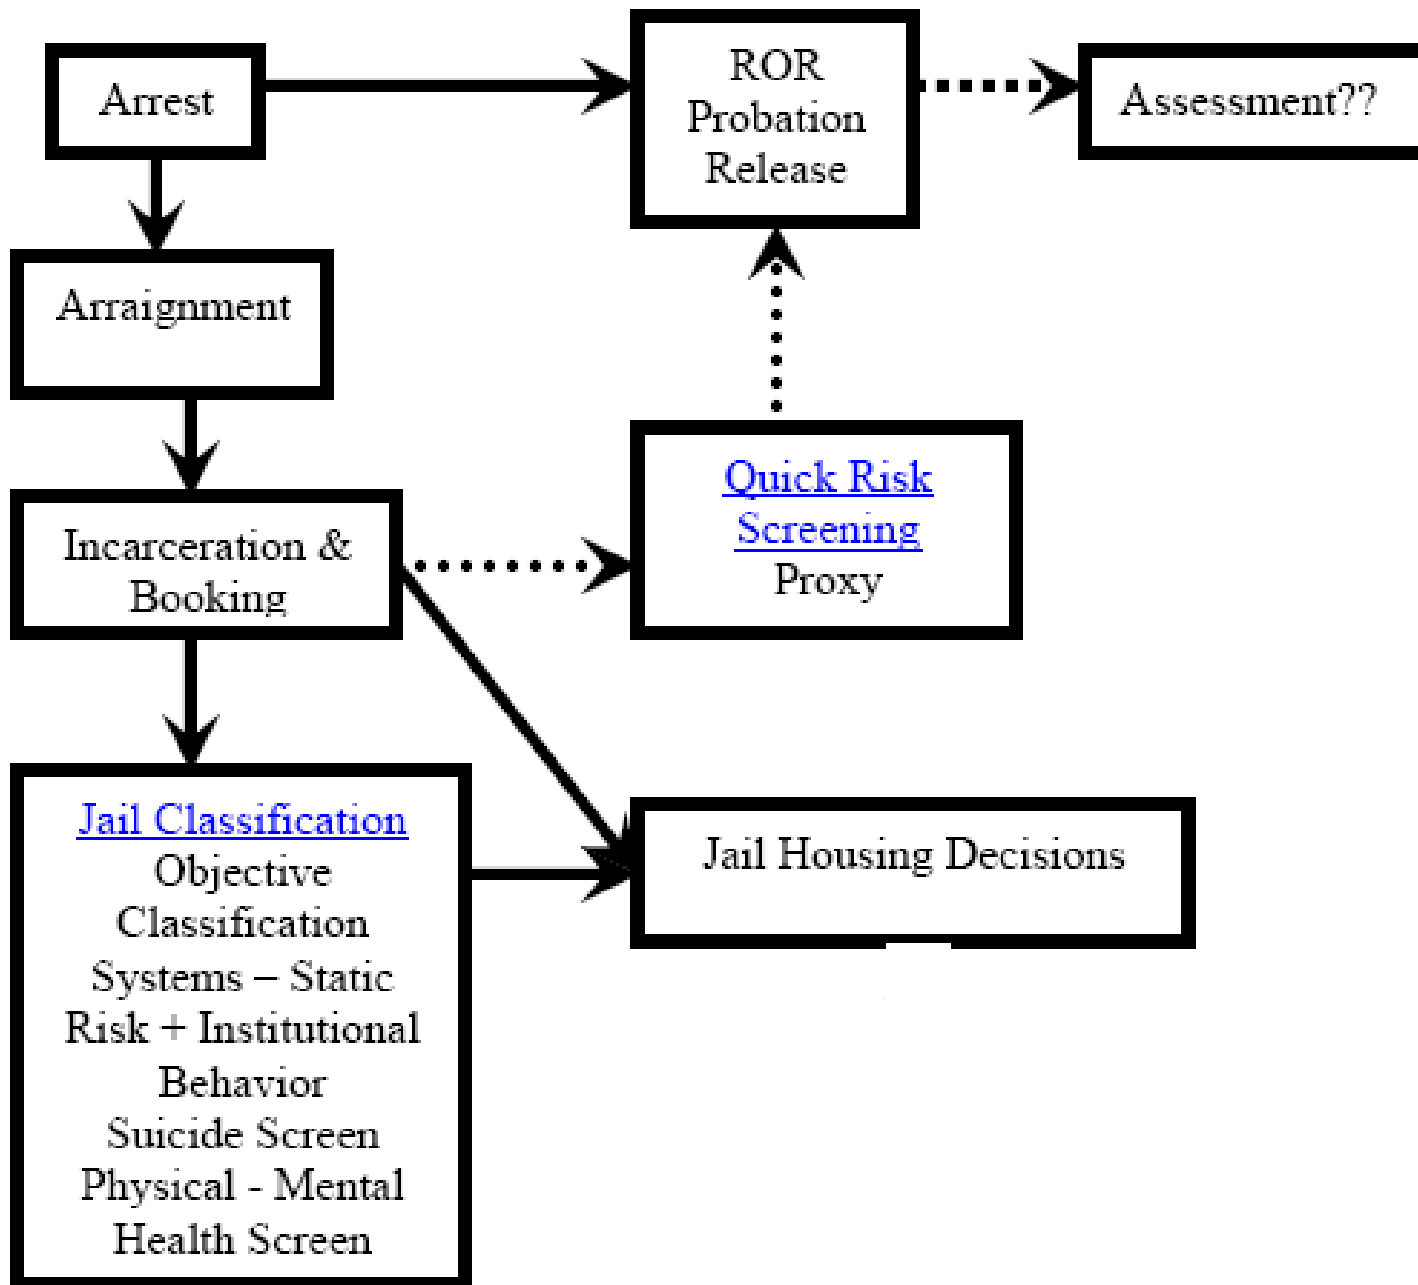 Arrest
ROR
Probation
Release
Assessment??
Arraignment
Incarceration &
Booking
Quick Risk
Screening
Proxy
Jail Classification
Objective
Classification
Systems – Static
Risk + Institutional
Behavior
Suicide Screen
Physical - Mental
Health Screen
Jail Housing Decisions